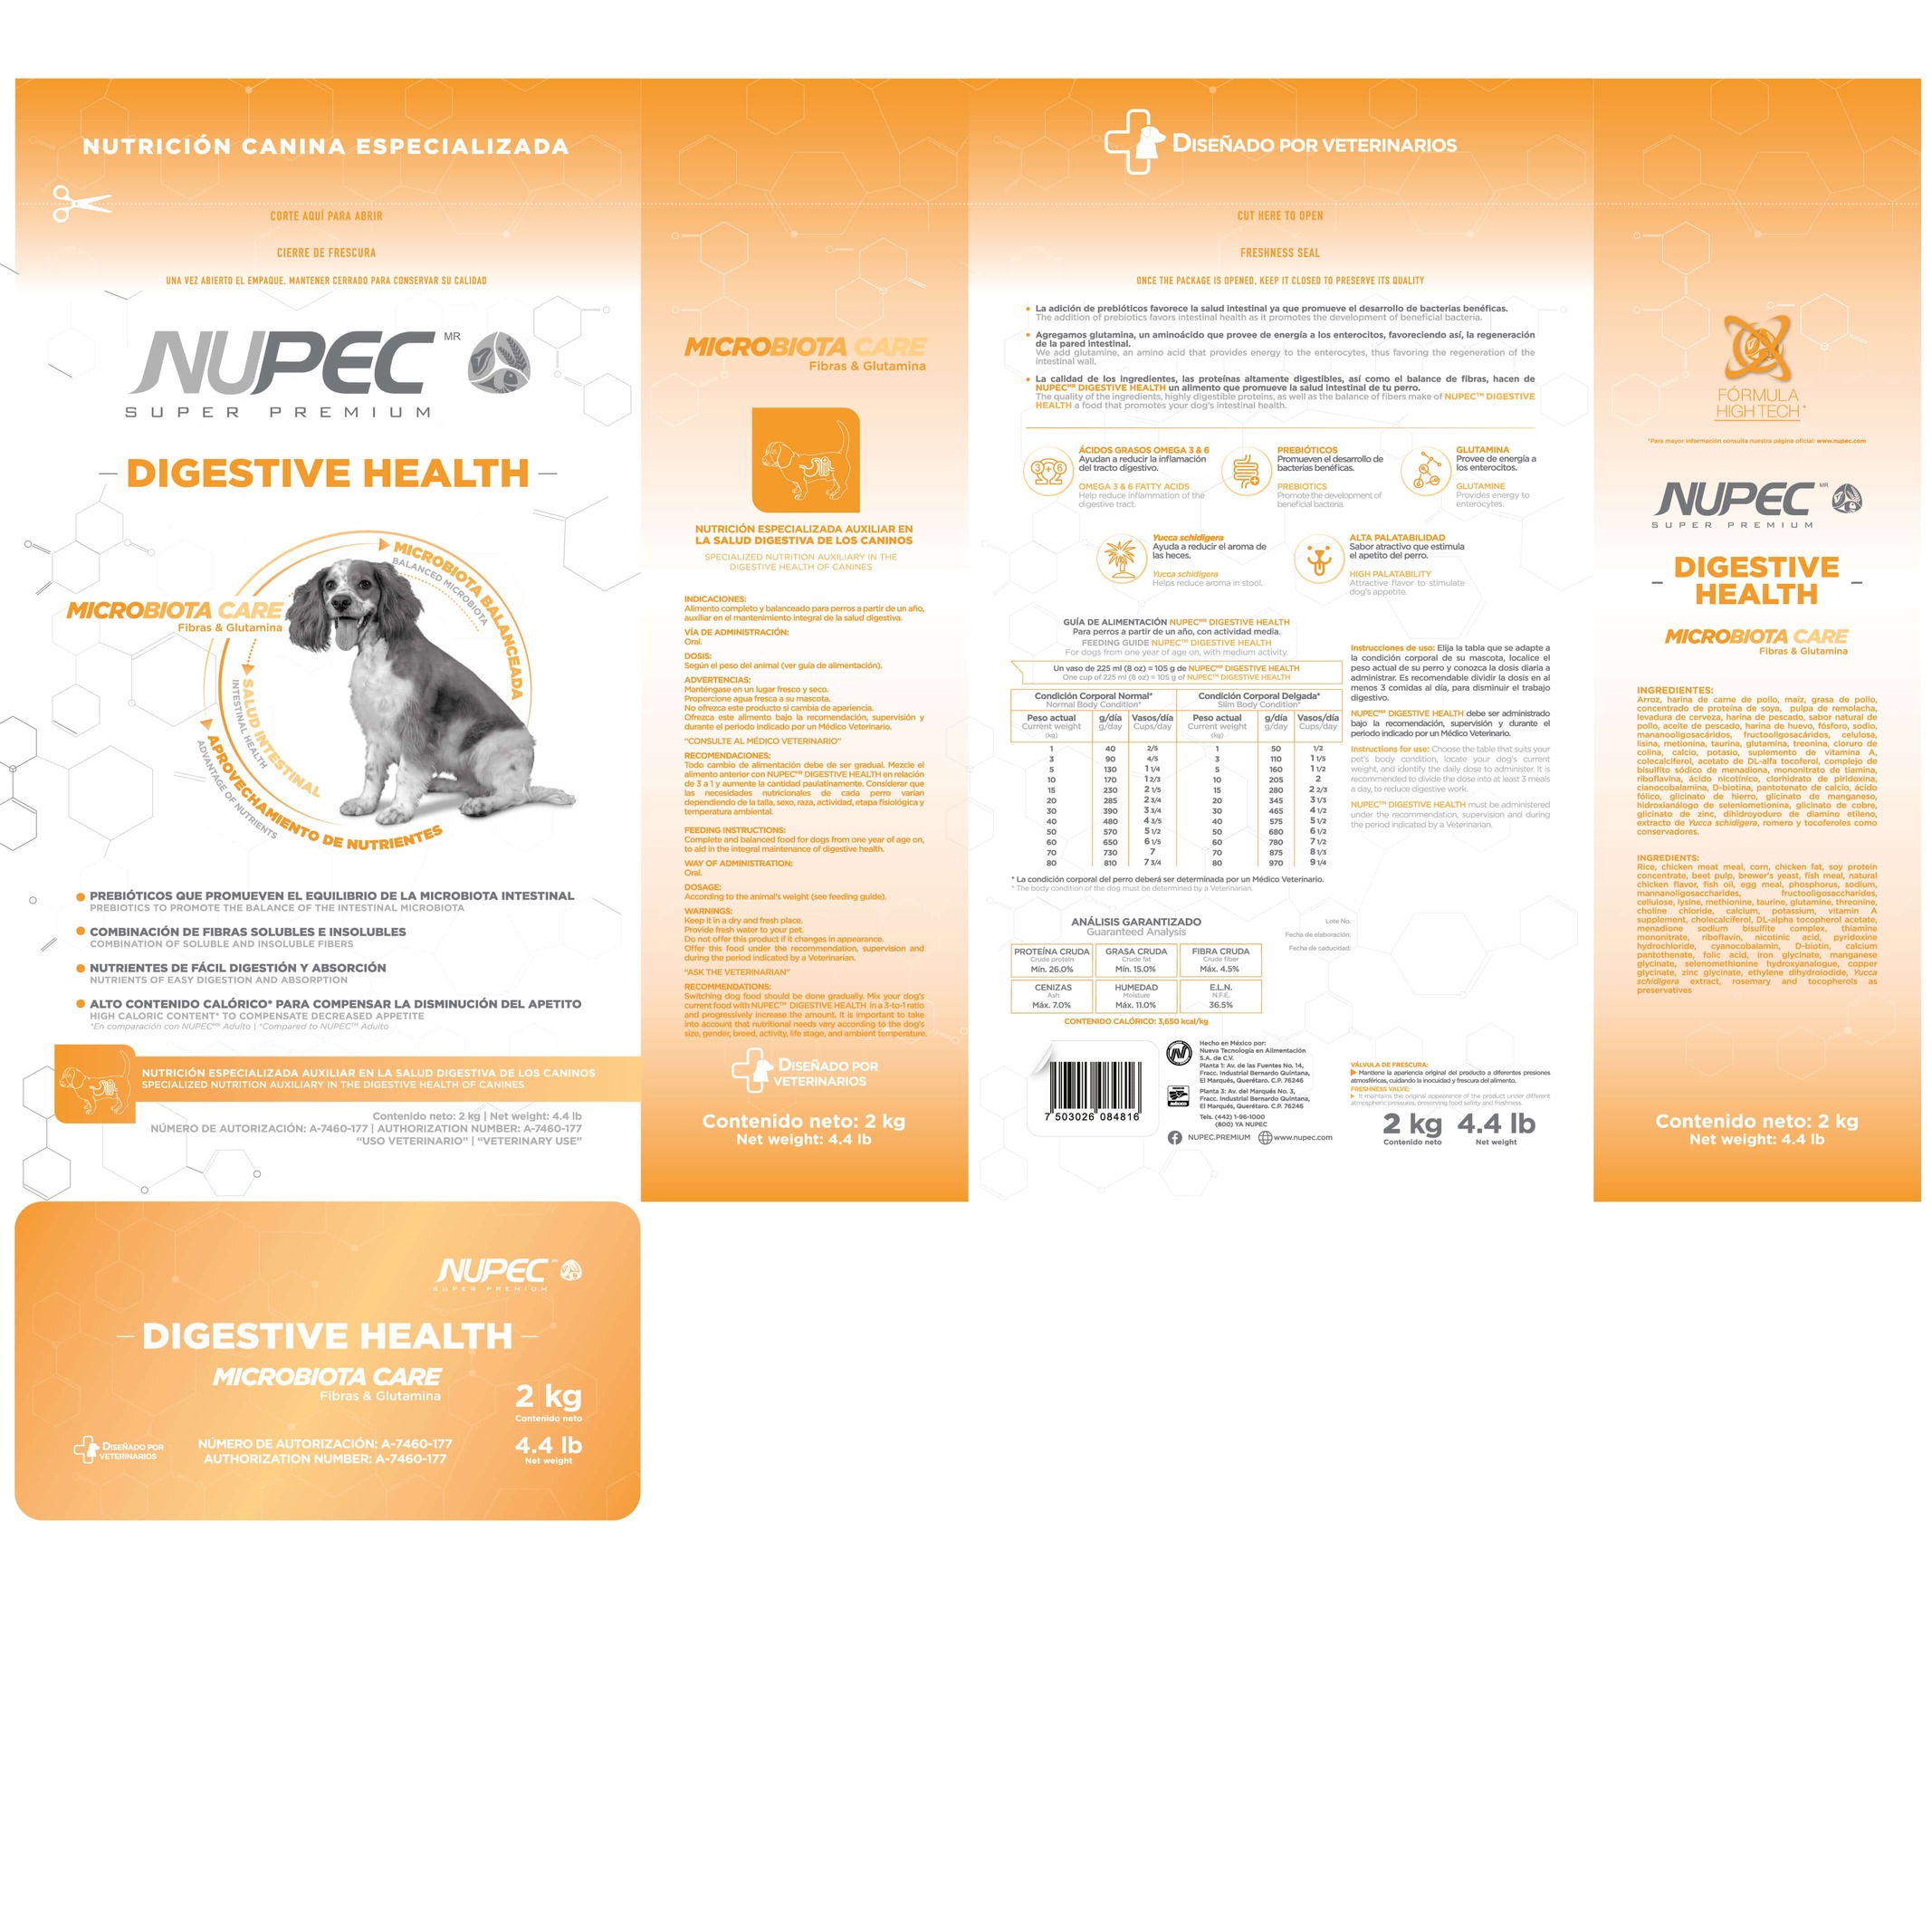 NUTRICIÓN CANINA ESPECIALIZADA
CORTE AQUÍ PARA ABRIR
CIERRE DE FRESCURA
UNA VEZ ABIERTO EL EMPAQUE, MANTENER CERRADO PARA CONSERVAR SU CALIDAD
NUPEC MR
SUPER PREMIUM
DIGESTIVE HEALTH
MICROBIOTA BALANCEADA
BALANCED MICROBIOTA
MICROBIOTA CARE
Fibras & Glutamina
SALUD INTESTINAL
INTESTINAL HEALTH
APROVECHAMIENTO DE NUTRIENTES
ADVANTAGE OF NUTRIENTS
PREBIÓTICOS QUE PROMUEVEN EL EQUILIBRIO DE LA MICROBIOTA INTESTINAL
PREBIOTICS TO PROMOTE THE BALANCE OF THE INTESTINAL MICROBIOTA
COMBINACIÓN DE FIBRAS SOLUBLES E INSOLUBLES
COMBINATION OF SOLUBLE AND INSOLUBLE FIBERS
NUTRIENTES DE FÁCIL DIGESTIÓN Y ABSORCIÓN
NUTRIENTS OF EASY DIGESTION AND ABSORPTION
ALTO CONTENIDO CALÓRICO* PARA COMPENSAR LA DISMINUCIÓN DEL APETITO
HIGH CALORIC CONTENT* TO COMPENSATE DECREASED APPETITE
*En comparación con NUPECMR Adulto | *Compared to NUPEC™ Adulto
NUTRICIÓN ESPECIALIZADA AUXILIAR EN LA SALUD DIGESTIVA DE LOS CANINOS
SPECIALIZED NUTRITION AUXILIARY IN THE DIGESTIVE HEALTH OF CANINES
Contenido neto: 2 kg | Net weight: 4.4 lb
NÚMERO DE AUTORIZACIÓN: A-7460-177 | AUTHORIZATION NUMBER: A-7460-177
“USO VETERINARIO” | “VETERINARY USE”
NUPEC
SUPER PREMIUM
DIGESTIVE HEALTH
MICROBIOTA CARE
Fibras & Glutamina
2 kg
Contenido neto
DISEÑADO POR
VETERINARIOS
NÚMERO DE AUTORIZACIÓN: A-7460-177
AUTHORIZATION NUMBER: A-7460-177
4.4 lb
Net weight
MICROBIOTA CARE
Fibras & Glutamina
NUTRICIÓN ESPECIALIZADA AUXILIAR EN
LA SALUD DIGESTIVA DE LOS CANINOS
SPECIALIZED NUTRITION AUXILIARY IN THE
DIGESTIVE HEALTH OF CANINES
INDICACIONES:
Alimento completo y balanceado para perros a partir de un año,
auxiliar en el mantenimiento integral de la salud digestiva.
VÍA DE ADMINISTRACIÓN:
Oral.
DOSIS:
Según el peso del animal (ver guía de alimentación).
ADVERTENCIAS:
Manténgase en un lugar fresco y seco.
Proporcione agua fresca a su mascota.
No ofrezca este producto si cambia de apariencia.
Ofrezca este alimento bajo la recomendación, supervisión y
durante el periodo indicado por un Médico Veterinario.
“CONSULTE AL MÉDICO VETERINARIO”
RECOMENDACIONES:
Todo cambio de alimentación debe de ser gradual. Mezcle el
alimento anterior con NUPECMR DIGESTIVE HEALTH en relación
de 3 a 1 y aumente la cantidad paulatinamente. Considerar que
las necesidades nutricionales de cada perro varían
dependiendo de la talla, sexo, raza, actividad, etapa fisiológica y
temperatura ambiental.
FEEDING INSTRUCTIONS:
Complete and balanced food for dogs from one year of age on,
to aid in the integral maintenance of digestive health.
WAY OF ADMINISTRATION:
Oral.
DOSAGE:
According to the animal's weight (see feeding guide).
WARNINGS:
Keep it in a dry and fresh place.
Provide fresh water to your pet.
Do not offer this product if it changes in appearance.
Offer this food under the recommendation, supervision and
during the period indicated by a Veterinarian.
“ASK THE VETERINARIAN”
RECOMMENDATIONS:
Switching dog food should be done gradually. Mix your dog's
current food with NUPEC™ DIGESTIVE HEALTH in a 3-to-1 ratio
and progressively increase the amount. It is important to take
into account that nutritional needs vary according to the dog's
size, gender, breed, activity, life stage, and ambient temperature.
DISEÑADO POR
VETERINARIOS
Contenido neto: 2 kg
Net weight: 4.4 lb
DISEÑADO POR VETERINARIOS
CUT HERE TO OPEN
FRESHNESS SEAL
ONCE THE PACKAGE IS OPENED, KEEP IT CLOSED TO PRESERVE ITS QUALITY
La adición de prebióticos favorece la salud intestinal ya que promueve el desarrollo de bacterias benéficas.
The addition of prebiotics favors intestinal health as it promotes the development of beneficial bacteria.
Agregamos glutamina, un aminoácido que provee de energía a los enterocitos, favoreciendo así, la regeneración
de la pared intestinal.
We add glutamine, an amino acid that provides energy to the enterocytes, thus favoring the regeneration of the
intestinal wall.
La calidad de los ingredientes, las proteínas altamente digestibles, así como el balance de fibras, hacen de
NUPECMR DIGESTIVE HEALTH un alimento que promueve la salud intestinal de tu perro.
The quality of the ingredients, highly digestible proteins, as well as the balance of fibers make of NUPEC™ DIGESTIVE
HEALTH a food that promotes your dog's intestinal health.
3+6
ÁCIDOS GRASOS OMEGA 3 & 6
Ayudan a reducir la inflamación
del tracto digestivo.
OMEGA 3 & 6 FATTY ACIDS
Help reduce inflammation of the
digestive tract.
PREBIÓTICOS
Promueven el desarrollo de
bacterias benéficas.
PREBIOTICS
Promote the development of
beneficial bacteria.
GLUTAMINA
Provee de energía a
los enterocitos.
GLUTAMINE
Provides energy to
enterocytes.
Yucca schidigera
Ayuda a reducir el aroma de
las heces.
Yucca schidigera
Helps reduce aroma in stool.
ALTA PALATABILIDAD
Sabor atractivo que estimula
el apetito del perro.
HIGH PALATABILITY
Attractive flavor to stimulate
dog's appetite.
GUÍA DE ALIMENTACIÓN NUPECMR DIGESTIVE HEALTH
Para perros a partir de un año, con actividad media.
FEEDING GUIDE NUPEC™ DIGESTIVE HEALTH
For dogs from one year of age on, with medium activity.
Un vaso de 225 ml (8 oz) = 105 g de NUPECMR DIGESTIVE HEALTH
One cup of 225 ml (8 oz) = 105 g of NUPEC™ DIGESTIVE HEALTH
Condición Corporal Normal* Condición Corporal Delgada*
Normal Body Condition* Slim Body Condition*
Peso actual g/día Vasos/día Peso actual g/día Vasos/día
Current weight g/day Cups/day Current weight g/day Cups/day
(kg) (kg)
1 40 2/5 1 50 1/2
3 90 4/5 3 110 1 1/5
5 130 1 1/4 5 160 1 1/2
10 170 1 2/3 10 205 2
15 230 2 1/5 15 280 2 2/3
20 285 2 3/4 20 345 3 1/3
30 390 3 3/4 30 465 4 1/2
40 480 4 3/5 40 575 5 1/2
50 570 5 1/2 50 680 6 1/2
60 650 6 1/5 60 780 7 1/2
70 730 7 70 875 8 1/3
80 810 7 3/4 80 970 9 1/4
* La condición corporal del perro deberá ser determinada por un Médico Veterinario.
* The body condition of the dog must be determined by a Veterinarian.
Instrucciones de uso: Elija la tabla que se adapte a
la condición corporal de su mascota, localice el
peso actual de su perro y conozca la dosis diaria a
administrar. Es recomendable dividir la dosis en al
menos 3 comidas al día, para disminuir el trabajo
digestivo.
NUPECMR DIGESTIVE HEALTH debe ser administrado
bajo la recomendación, supervisión y durante el
periodo indicado por un Médico Veterinario.
Instructions for use: Choose the table that suits your
pet's body condition, locate your dog's current
weight, and identify the daily dose to administer. It is
recommended to divide the dose into at least 3 meals
a day, to reduce digestive work.
NUPEC™ DIGESTIVE HEALTH must be administered
under the recommendation, supervision and during
the period indicated by a Veterinarian.
ANÁLISIS GARANTIZADO
Guaranteed Analysis
PROTEÍNA CRUDA GRASA CRUDA FIBRA CRUDA
Crude protein Crude fat Crude fiber
Mín. 26.0% Mín. 15.0% Máx. 4.5%
CENIZAS HUMEDAD E.L.N.
Ash Moisture N.F.E.
Máx. 7.0% Máx. 11.0% 36.5%
CONTENIDO CALÓRICO: 3,650 kcal/kg
Lote No.
Fecha de elaboración:
Fecha de caducidad:
7 503026 084816
Hecho en México por:
Nueva Tecnología en Alimentación
S.A. de C.V.
Planta 1: Av. de las Fuentes No. 14,
Fracc. Industrial Bernardo Quintana,
El Marqués, Querétaro. C.P. 76246
Planta 3: Av. del Marqués No. 3,
Fracc. Industrial Bernardo Quintana,
El Marqués, Querétaro. C.P. 76246
Tels. (442) 1-96-1000
(800) YA NUPEC
NUPEC.PREMIUM www.nupec.com
VÁLVULA DE FRESCURA:
Mantiene la apariencia original del producto a diferentes presiones
atmosféricas, cuidando la inocuidad y frescura del alimento.
FRESHNESS VALVE:
It maintains the original appearance of the product under different
atmospheric pressures, preserving food safety and freshness.
2 kg 4.4 lb
Contenido neto Net weight
FÓRMULA
HIGH TECH*
*Para mayor información consulte nuestra página oficial: www.nupec.com
NUPEC MR
SUPER PREMIUM
DIGESTIVE
HEALTH
MICROBIOTA CARE
Fibras & Glutamina
INGREDIENTES:
Arroz, harina de carne de pollo, maíz, grasa de pollo,
concentrado de proteína de soya, pulpa de remolacha,
levadura de cerveza, harina de pescado, sabor natural de
pollo, aceite de pescado, harina de huevo, fósforo, sodio,
mananooligosacáridos, fructooligosacáridos, celulosa,
lisina, metionina, taurina, glutamina, treonina, cloruro de
colina, calcio, potasio, suplemento de vitamina A,
colecalciferol, acetato de DL-alfa tocoferol, complejo de
bisulfito sódico de menadiona, mononitrato de tiamina,
riboflavina, ácido nicotínico, clorhidrato de piridoxina,
cianocobalamina, D-biotina, pantotenato de calcio, ácido
fólico, glicinato de hierro, glicinato de manganeso,
hidroxianálogo de seleniometionina, glicinato de cobre,
glicinato de zinc, dihidroyoduro de diamino etileno,
extracto de Yucca schidigera, romero y tocoferoles como
conservadores.
INGREDIENTS:
Rice, chicken meat meal, corn, chicken fat, soy protein
concentrate, beet pulp, brewer's yeast, fish meal, natural
chicken flavor, fish oil, egg meal, phosphorus, sodium,
mannanoligosaccharides, fructooligosaccharides,
cellulose, lysine, methionine, taurine, glutamine, threonine,
choline chloride, calcium, potassium, vitamin A
supplement, cholecalciferol, DL-alpha tocopherol acetate,
menadione sodium bisulfite complex, thiamine
mononitrate, riboflavin, nicotinic acid, pyridoxine
hydrochloride, cyanocobalamin, D-biotin, calcium
pantothenate, folic acid, iron glycinate, manganese
glycinate, selenomethionine hydroxyanalogue, copper
glycinate, zinc glycinate, ethylene dihydroiodide, Yucca
schidigera extract, rosemary and tocopherols as
preservatives
Contenido neto: 2 kg
Net weight: 4.4 lb